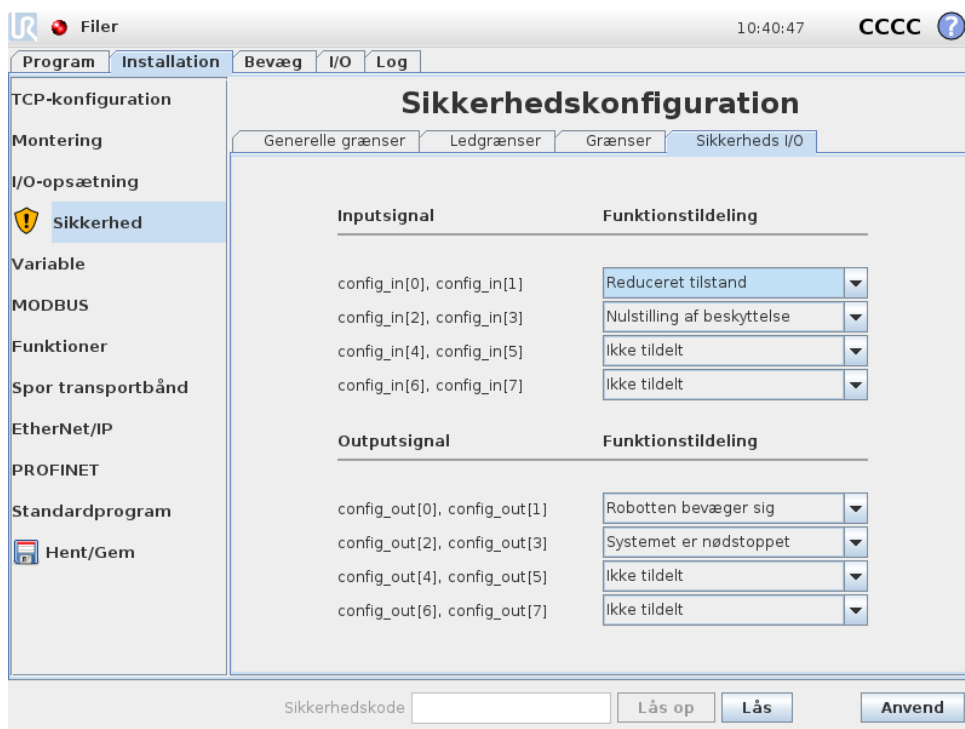 UR Filer 10:40:47 CCCC ?
Program Installation Bevæg I/O Log
TCP-konfiguration
Montering
I/O-opsætning
Sikkerhed
Variable
MODBUS
Funktioner
Spor transportbånd
EtherNet/IP
PROFINET
Standardprogram
Hent/Gem
Sikkerhedskonfiguration
Generelle grænser Ledgrænser Grænser Sikkerheds I/O
Inputsignal Funktionstildeling
config_in[0], config_in[1] Reduceret tilstand
config_in[2], config_in[3] Nulstilling af beskyttelse
config_in[4], config_in[5] Ikke tildelt
config_in[6], config_in[7] Ikke tildelt
Outputsignal Funktionstildeling
config_out[0], config_out[1] Robotten bevæger sig
config_out[2], config_out[3] Systemet er nødstoppet
config_out[4], config_out[5] Ikke tildelt
config_out[6], config_out[7] Ikke tildelt
Sikkerhedskode Lås op Lås Anvend